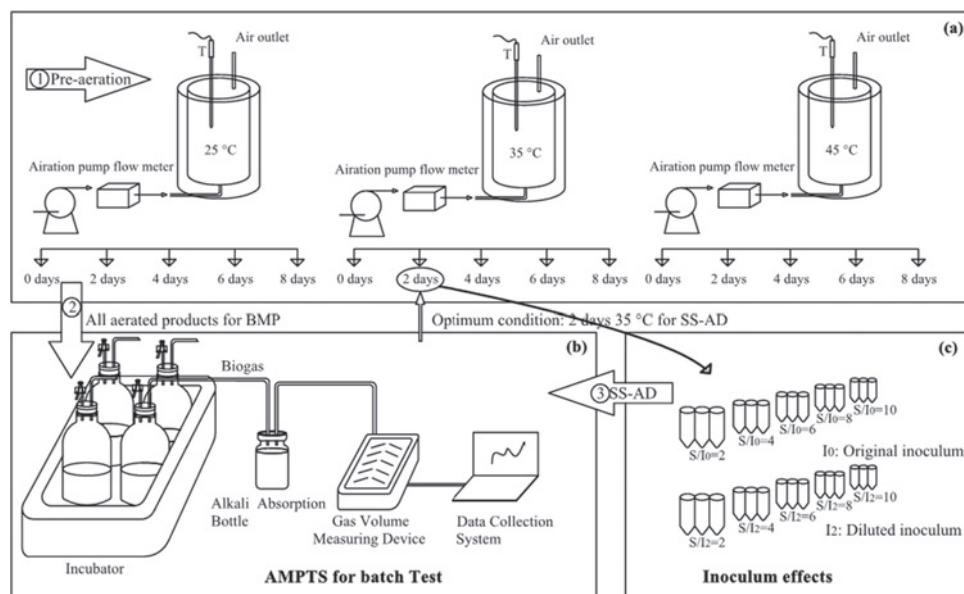 (a)
① Pre-aeration
T
Air outlet
25 °C
Airation pump flow meter
0 days 2 days 4 days 6 days 8 days
T
Air outlet
35 °C
Airation pump flow meter
0 days 2 days 4 days 6 days 8 days
T
Air outlet
45 °C
Airation pump flow meter
0 days 2 days 4 days 6 days 8 days
②
All aerated products for BMP
Optimum condition: 2 days 35 °C for SS-AD
(b)
Biogas
Alkali Absorption
Bottle
Gas Volume
Measuring Device
Data Collection
System
Incubator
AMPTS for batch Test
③ SS-AD
(c)
S/I0=2
S/I0=4
S/I0=6
S/I0=8
S/I0=10
I0: Original inoculum
S/I2=2
S/I2=4
S/I2=6
S/I2=8
S/I2=10
I2: Diluted inoculum
Inoculum effects